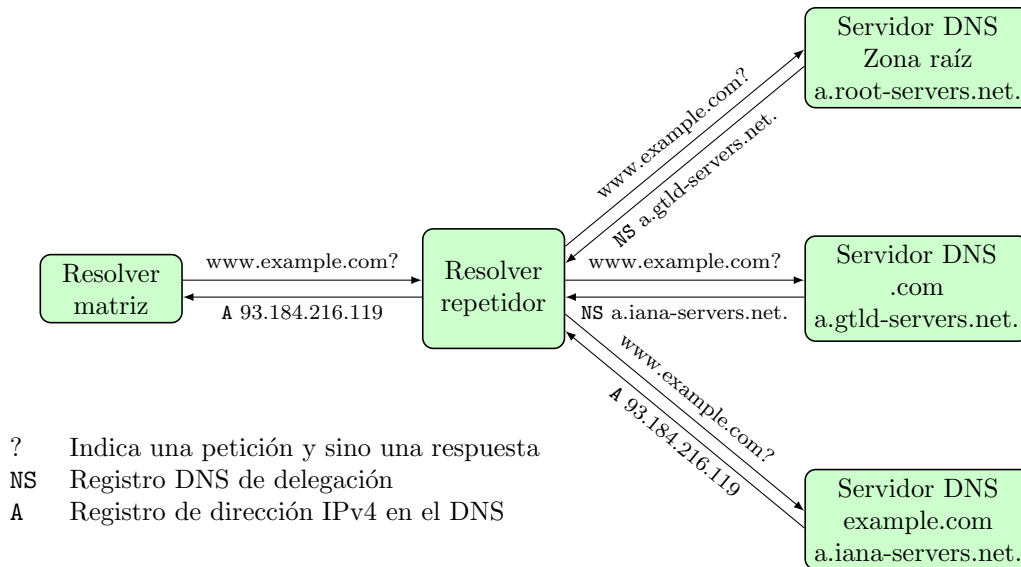 Servidor DNS
Zona raíz
a.root-servers.net.
www.example.com?
NS a.gtld-servers.net.
Resolver
matriz
www.example.com?
A 93.184.216.119
Resolver
repetidor
www.example.com?
NS a.iana-servers.net.
Servidor DNS
.com
a.gtld-servers.net.
www.example.com?
A 93.184.216.119
Servidor DNS
example.com
a.iana-servers.net.
? Indica una petición y sino una respuesta
NS Registro DNS de delegación
A Registro de dirección IPv4 en el DNS